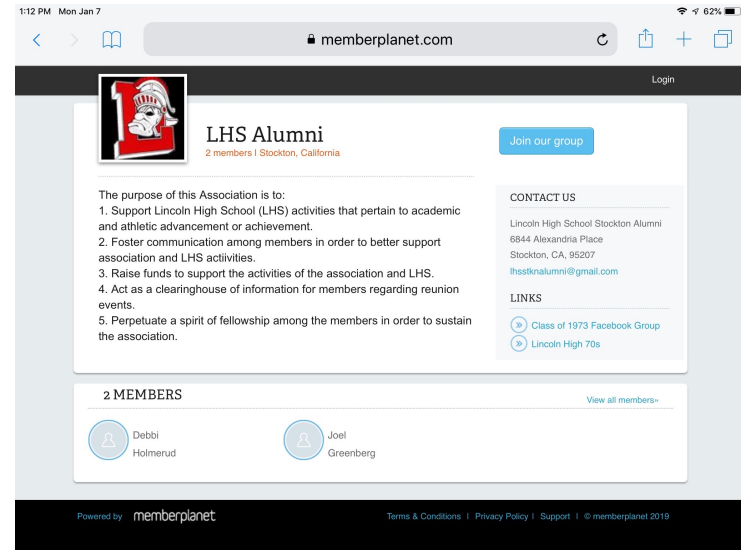 1:12 PM Mon Jan 7
62%
memberplanet.com
Login
L
LHS Alumni
2 members | Stockton, California
Join our group
The purpose of this Association is to:
1. Support Lincoln High School (LHS) activities that pertain to academic
and athletic advancement or achievement.
2. Foster communication among members in order to better support
association and LHS actiivities.
3. Raise funds to support the activities of the association and LHS.
4. Act as a clearinghouse of information for members regarding reunion
events.
5. Perpetuate a spirit of fellowship among the members in order to sustain
the association.
CONTACT US
Lincoln High School Stockton Alumni
6844 Alexandria Place
Stockton, CA, 95207
lhsstknalumni@gmail.com
LINKS
Class of 1973 Facebook Group
Lincoln High 70s
2 MEMBERS
View all members»
Debbi
Holmerud
Joel
Greenberg
Powered by memberplanet
Terms & Conditions | Privacy Policy | Support | © memberplanet 2019